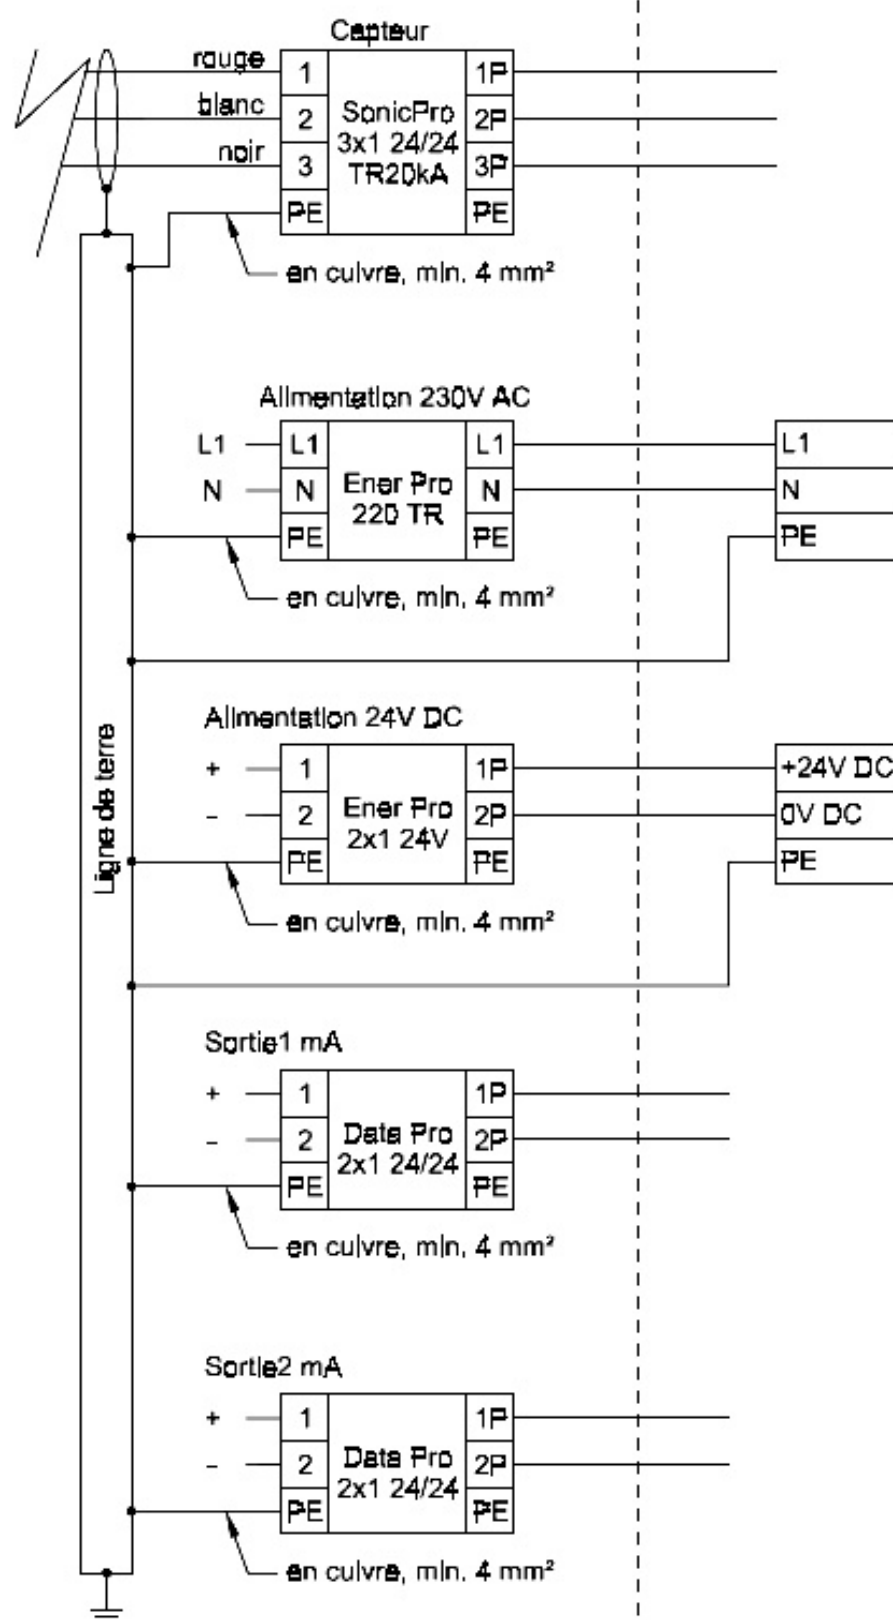 Capteur
rouge 1 1P
blanc 2 SonicPro 2P
3x1 24/24
noir 3 TR20kA 3P
PE PE
en cuivre, min. 4 mm²
Alimentation 230V AC
L1 L1 L1 L1
N N Ener Pro N N
220 TR
PE PE PE
en cuivre, min. 4 mm²
Ligne de terre
Alimentation 24V DC
+ 1 1P +24V DC
- 2 Ener Pro 2P 0V DC
2x1 24V
PE PE PE
en cuivre, min. 4 mm²
Sortie1 mA
+ 1 1P
- 2 Data Pro 2P
2x1 24/24
PE PE
en cuivre, min. 4 mm²
Sortie2 mA
+ 1 1P
- 2 Data Pro 2P
2x1 24/24
PE PE
en cuivre, min. 4 mm²